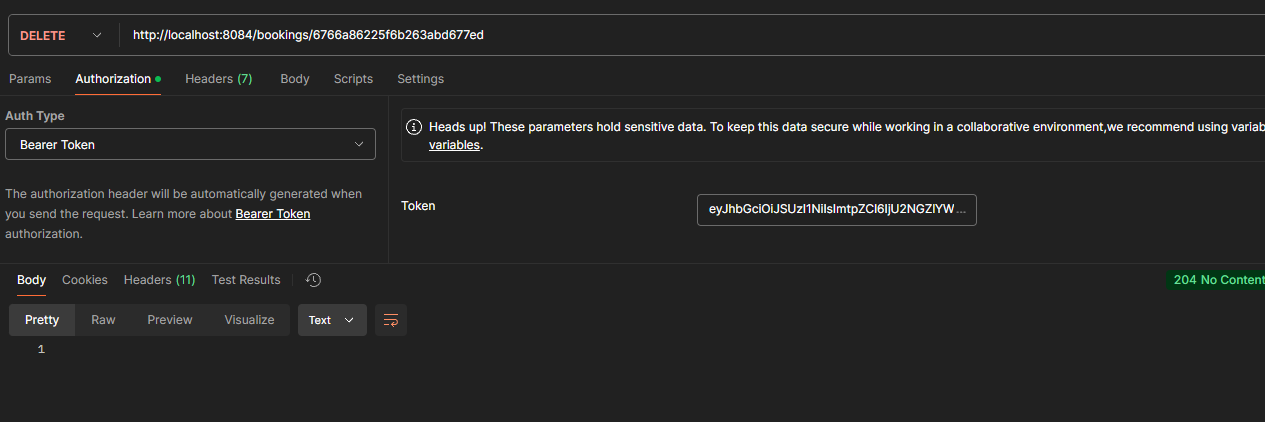 DELETE http://localhost:8084/bookings/6766a86225f6b263abd677ed
Params Authorization Headers (7) Body Scripts Settings
Auth Type
Bearer Token
The authorization header will be automatically generated when
you send the request. Learn more about Bearer Token
authorization.
Heads up! These parameters hold sensitive data. To keep this data secure while working in a collaborative environment,we recommend using variab
variables.
Token eyJhbGciOiJSUzI1NiIsImtpZCI6IjU2NGZlYW ...
Body Cookies Headers (11) Test Results
204 No Content
Pretty Raw Preview Visualize Text
1